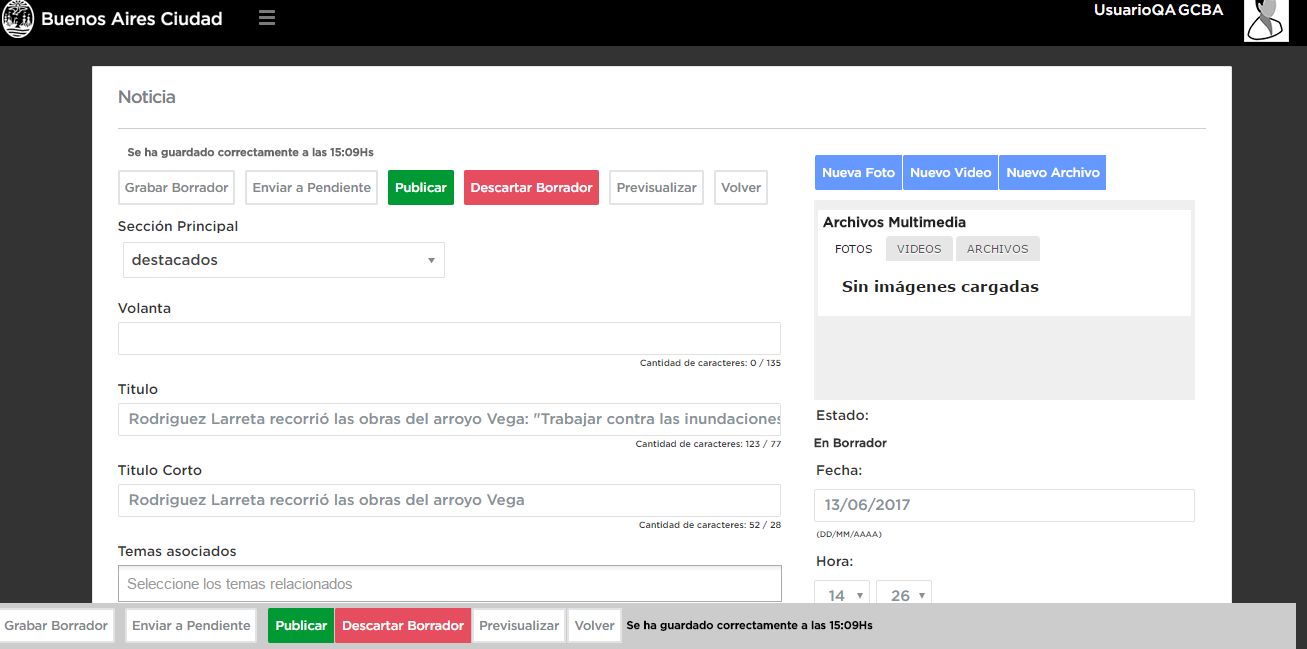 Buenos Aires Ciudad
UsuarioQA GCBA
Noticia
Se ha guardado correctamente a las 15:09Hs
Grabar Borrador Enviar a Pendiente Publicar Descartar Borrador Previsualizar Volver
Sección Principal
destacados
Volanta
Cantidad de caracteres: 0 / 135
Titulo
Rodriguez Larreta recorrió las obras del arroyo Vega: "Trabajar contra las inundaciones
Cantidad de caracteres: 123 / 77
Titulo Corto
Rodriguez Larreta recorrió las obras del arroyo Vega
Cantidad de caracteres: 52 / 28
Temas asociados
Seleccione los temas relacionados
Nueva Foto Nuevo Video Nuevo Archivo
Archivos Multimedia
FOTOS VIDEOS ARCHIVOS
Sin imágenes cargadas
Estado:
En Borrador
Fecha:
13/06/2017
(DD/MM/AAAA)
Hora:
14 26
Grabar Borrador Enviar a Pendiente Publicar Descartar Borrador Previsualizar Volver Se ha guardado correctamente a las 15:09Hs